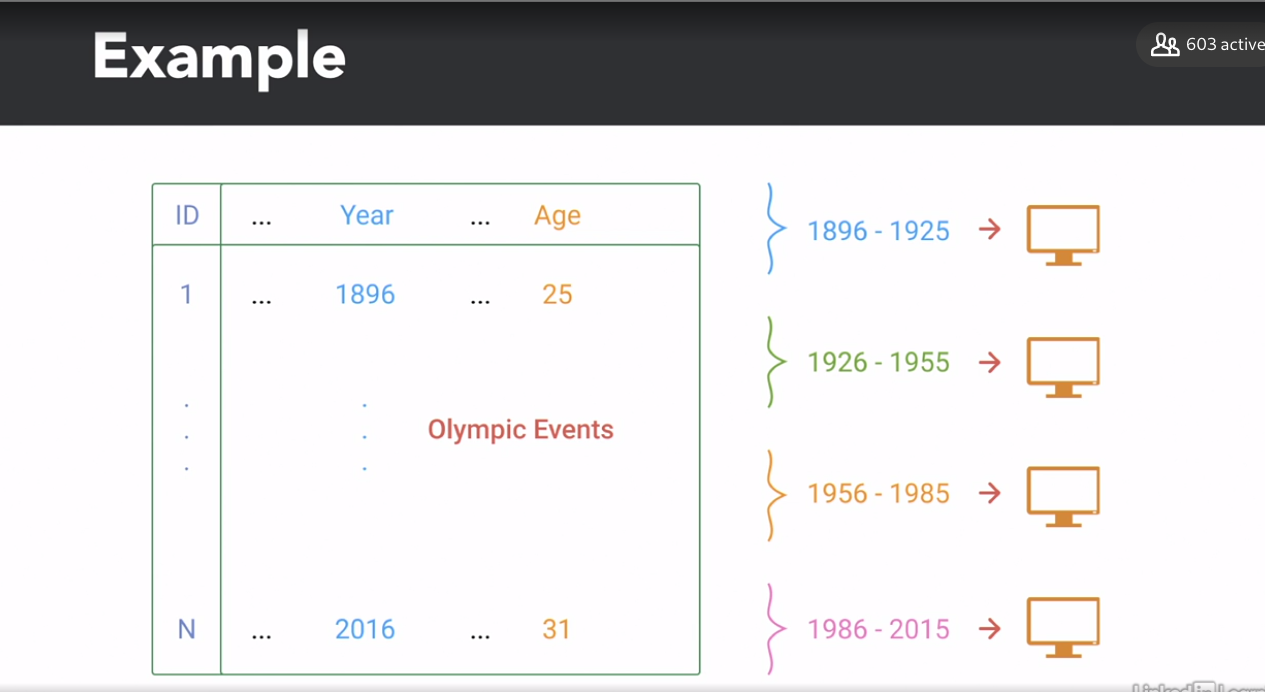 Example
603 active
ID ... Year ... Age
1 ... 1896 ... 25
Olympic Events
N ... 2016 ... 31
1896 - 1925 →
1926 - 1955 →
1956 - 1985 →
1986 - 2015 →